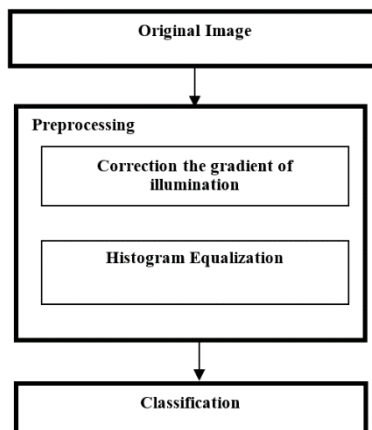 Original Image
Preprocessing
Correction the gradient of
illumination
Histogram Equalization
Classification